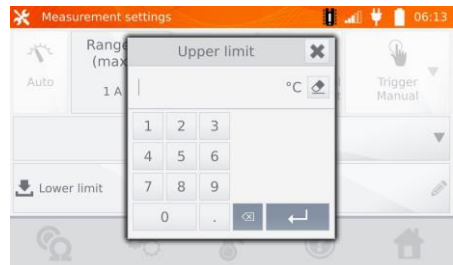 Measurement settings 06:13
Range
(max
Auto
1 A
Upper limit
°C
Trigger
Manual
1 2 3
4 5 6
7 8 9
0 .
Lower limit